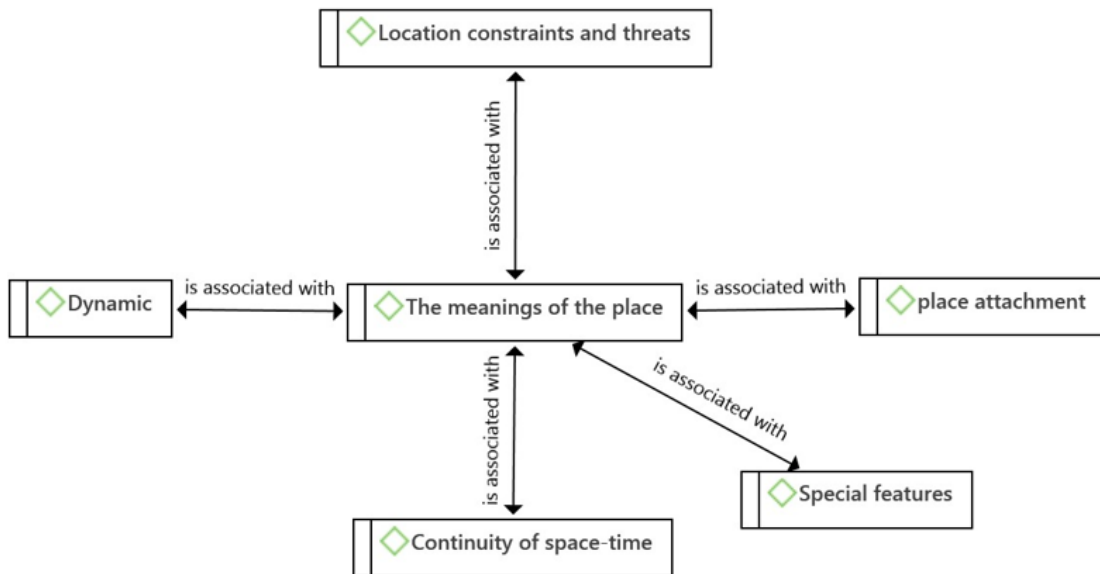 Location constraints and threats
is associated with
Dynamic
is associated with
The meanings of the place
is associated with
place attachment
is associated with
is associated with
Special features
Continuity of space-time